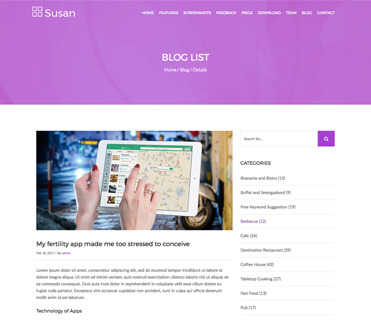 Susan
HOME FEATURES SCREENSHOTS FEEDBACK PRICE DOWNLOAD TEAM BLOG CONTACT
BLOG LIST
Home / Blog / Details
Search for...
CATEGORIES
Brasserie and Bistro (13)
Buffet and Smorgasbord (9)
Free Keyword Suggestion (19)
Barbecue (12)
Cafe (26)
Destination Restaurant (29)
Coffee House (42)
Tabletop Cooking (27)
Fast Food (13)
Pub (17)
My fertility app made me too stressed to conceive
Feb 02, 2017 / By admin
Lorem ipsum dolor sit amet, consectetur adipiscing, sed do eiusmod tempor incididunt ut labore et
dolore magna aliqua. Ut enim ad minim veniam, quis nostrud exercitation ullamco laboris nisi ut aliquip ex
ea commodo consequat. Duis aute irure dolor in reprehenderit in voluptate velit esse cillum dolore eu
fugiat nulla pariatur. Excepteur sint occaecat cupidatat non proident, sunt in culpa qui officia deserunt
mollit anim id est laborum.
Technology of Apps